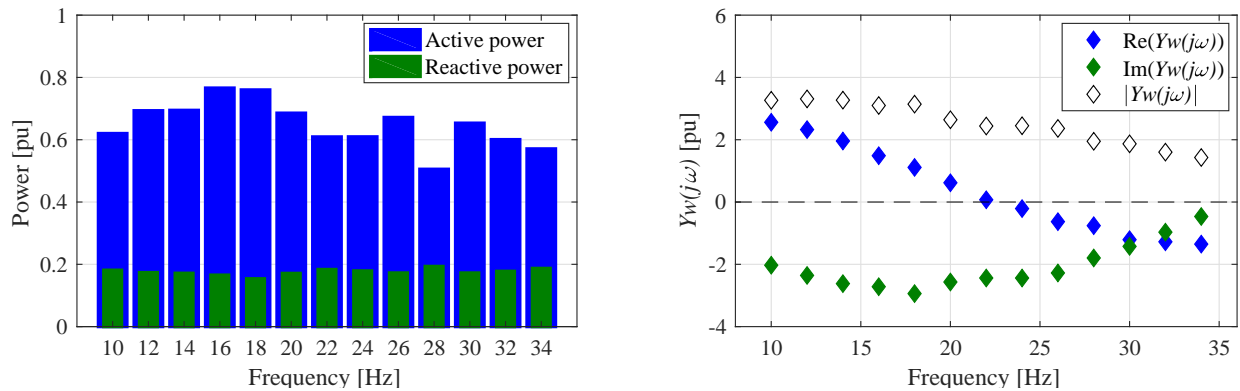 1
0.8
0.6
0.4
0.2
0
Power [pu]
Active power
Reactive power
10 12 14 16 18 20 22 24 26 28 30 32 34
Frequency [Hz]
6
4
2
0
-2
-4
Yw(jω) [pu]
Re(Yw(jω))
Im(Yw(jω))
|Yw(jω)|
10 15 20 25 30 35
Frequency [Hz]